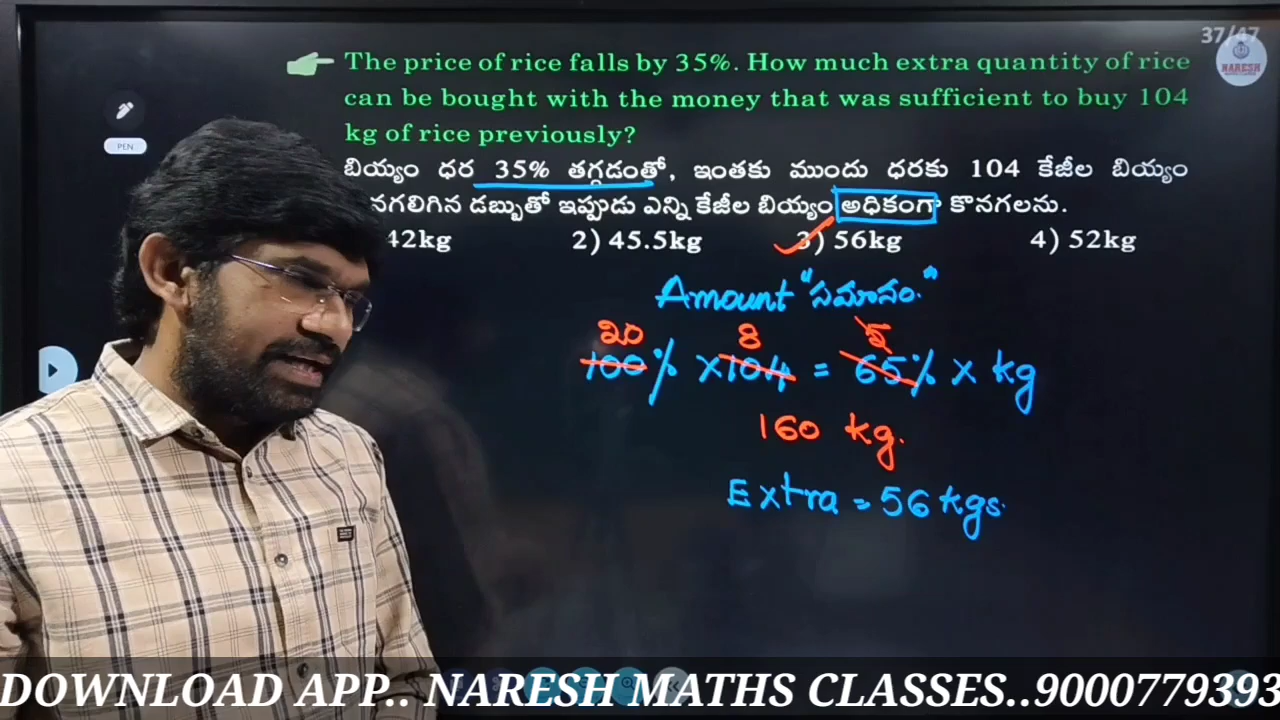 37/47
NARESH
The price of rice falls by 35%. How much extra quantity of rice
can be bought with the money that was sufficient to buy 104
kg of rice previously?
PEN
బియ్యం ధర 35% తగ్గడంతో, ఇంతకు ముందు ధరకు 104 కేజీల బియ్యం
నగలిగిన డబ్బుతో ఇప్పుడు ఎన్ని కేజీల బియ్యం అధికంగా కొనగలను.
42kg 2) 45.5kg 3) 56kg 4) 52kg
Amount "సమానం."
20 8 5
100% ×104 = 65% × kg
160 kg.
Extra = 56 kgs.
DOWNLOAD APP.. NARESH MATHS CLASSES..9000779393